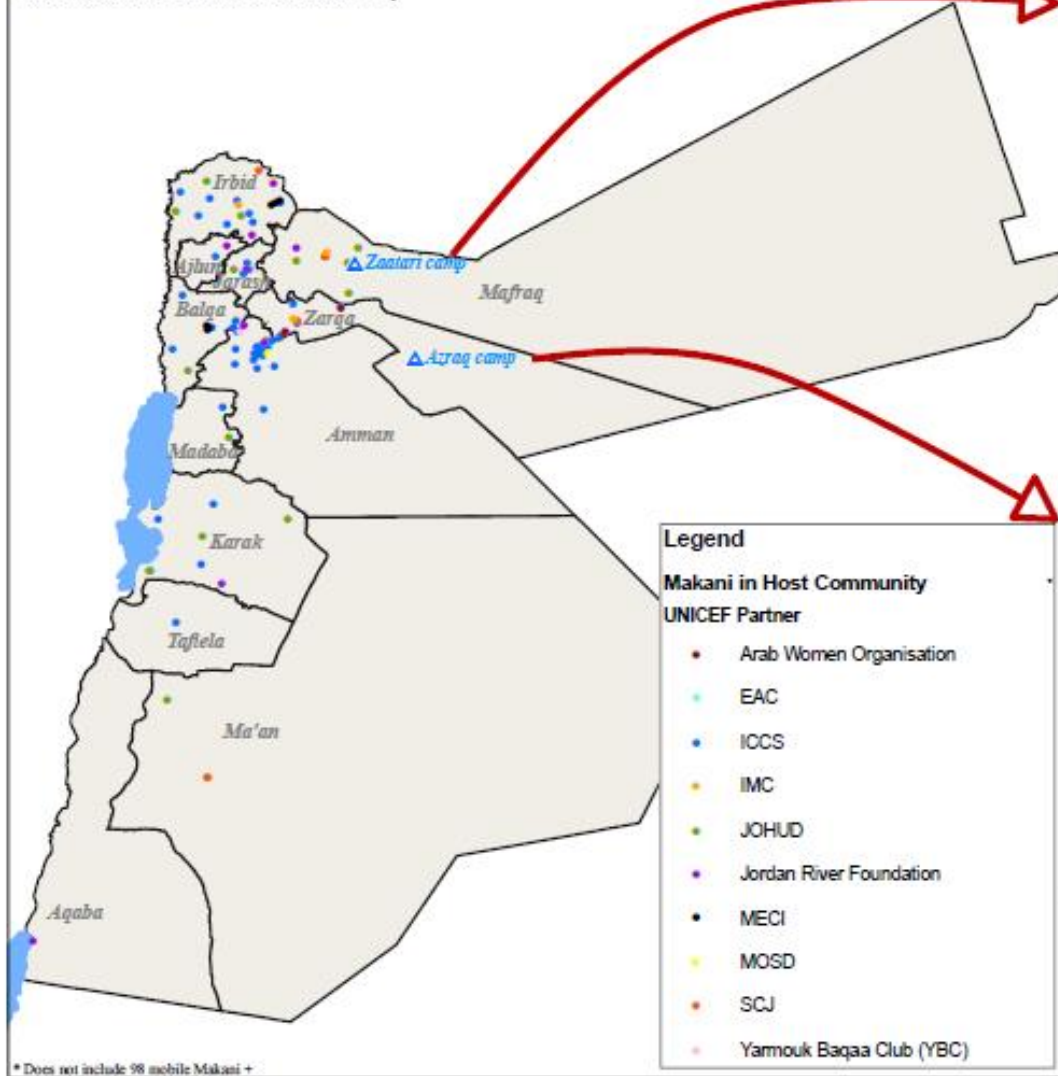 Irbid
Ajlun
Jarash
Zaatari camp
Mafraq
Balqa
Zarqa
Azraq camp
Amman
Madaba
Karak
Tafiela
Ma'an
Aqaba
Legend
Makani in Host Community
UNICEF Partner
Arab Women Organisation
EAC
ICCS
IMC
JOHUD
Jordan River Foundation
MECI
MOSD
SCJ
Yarmouk Baqaa Club (YBC)
* Does not include 98 mobile Makani +